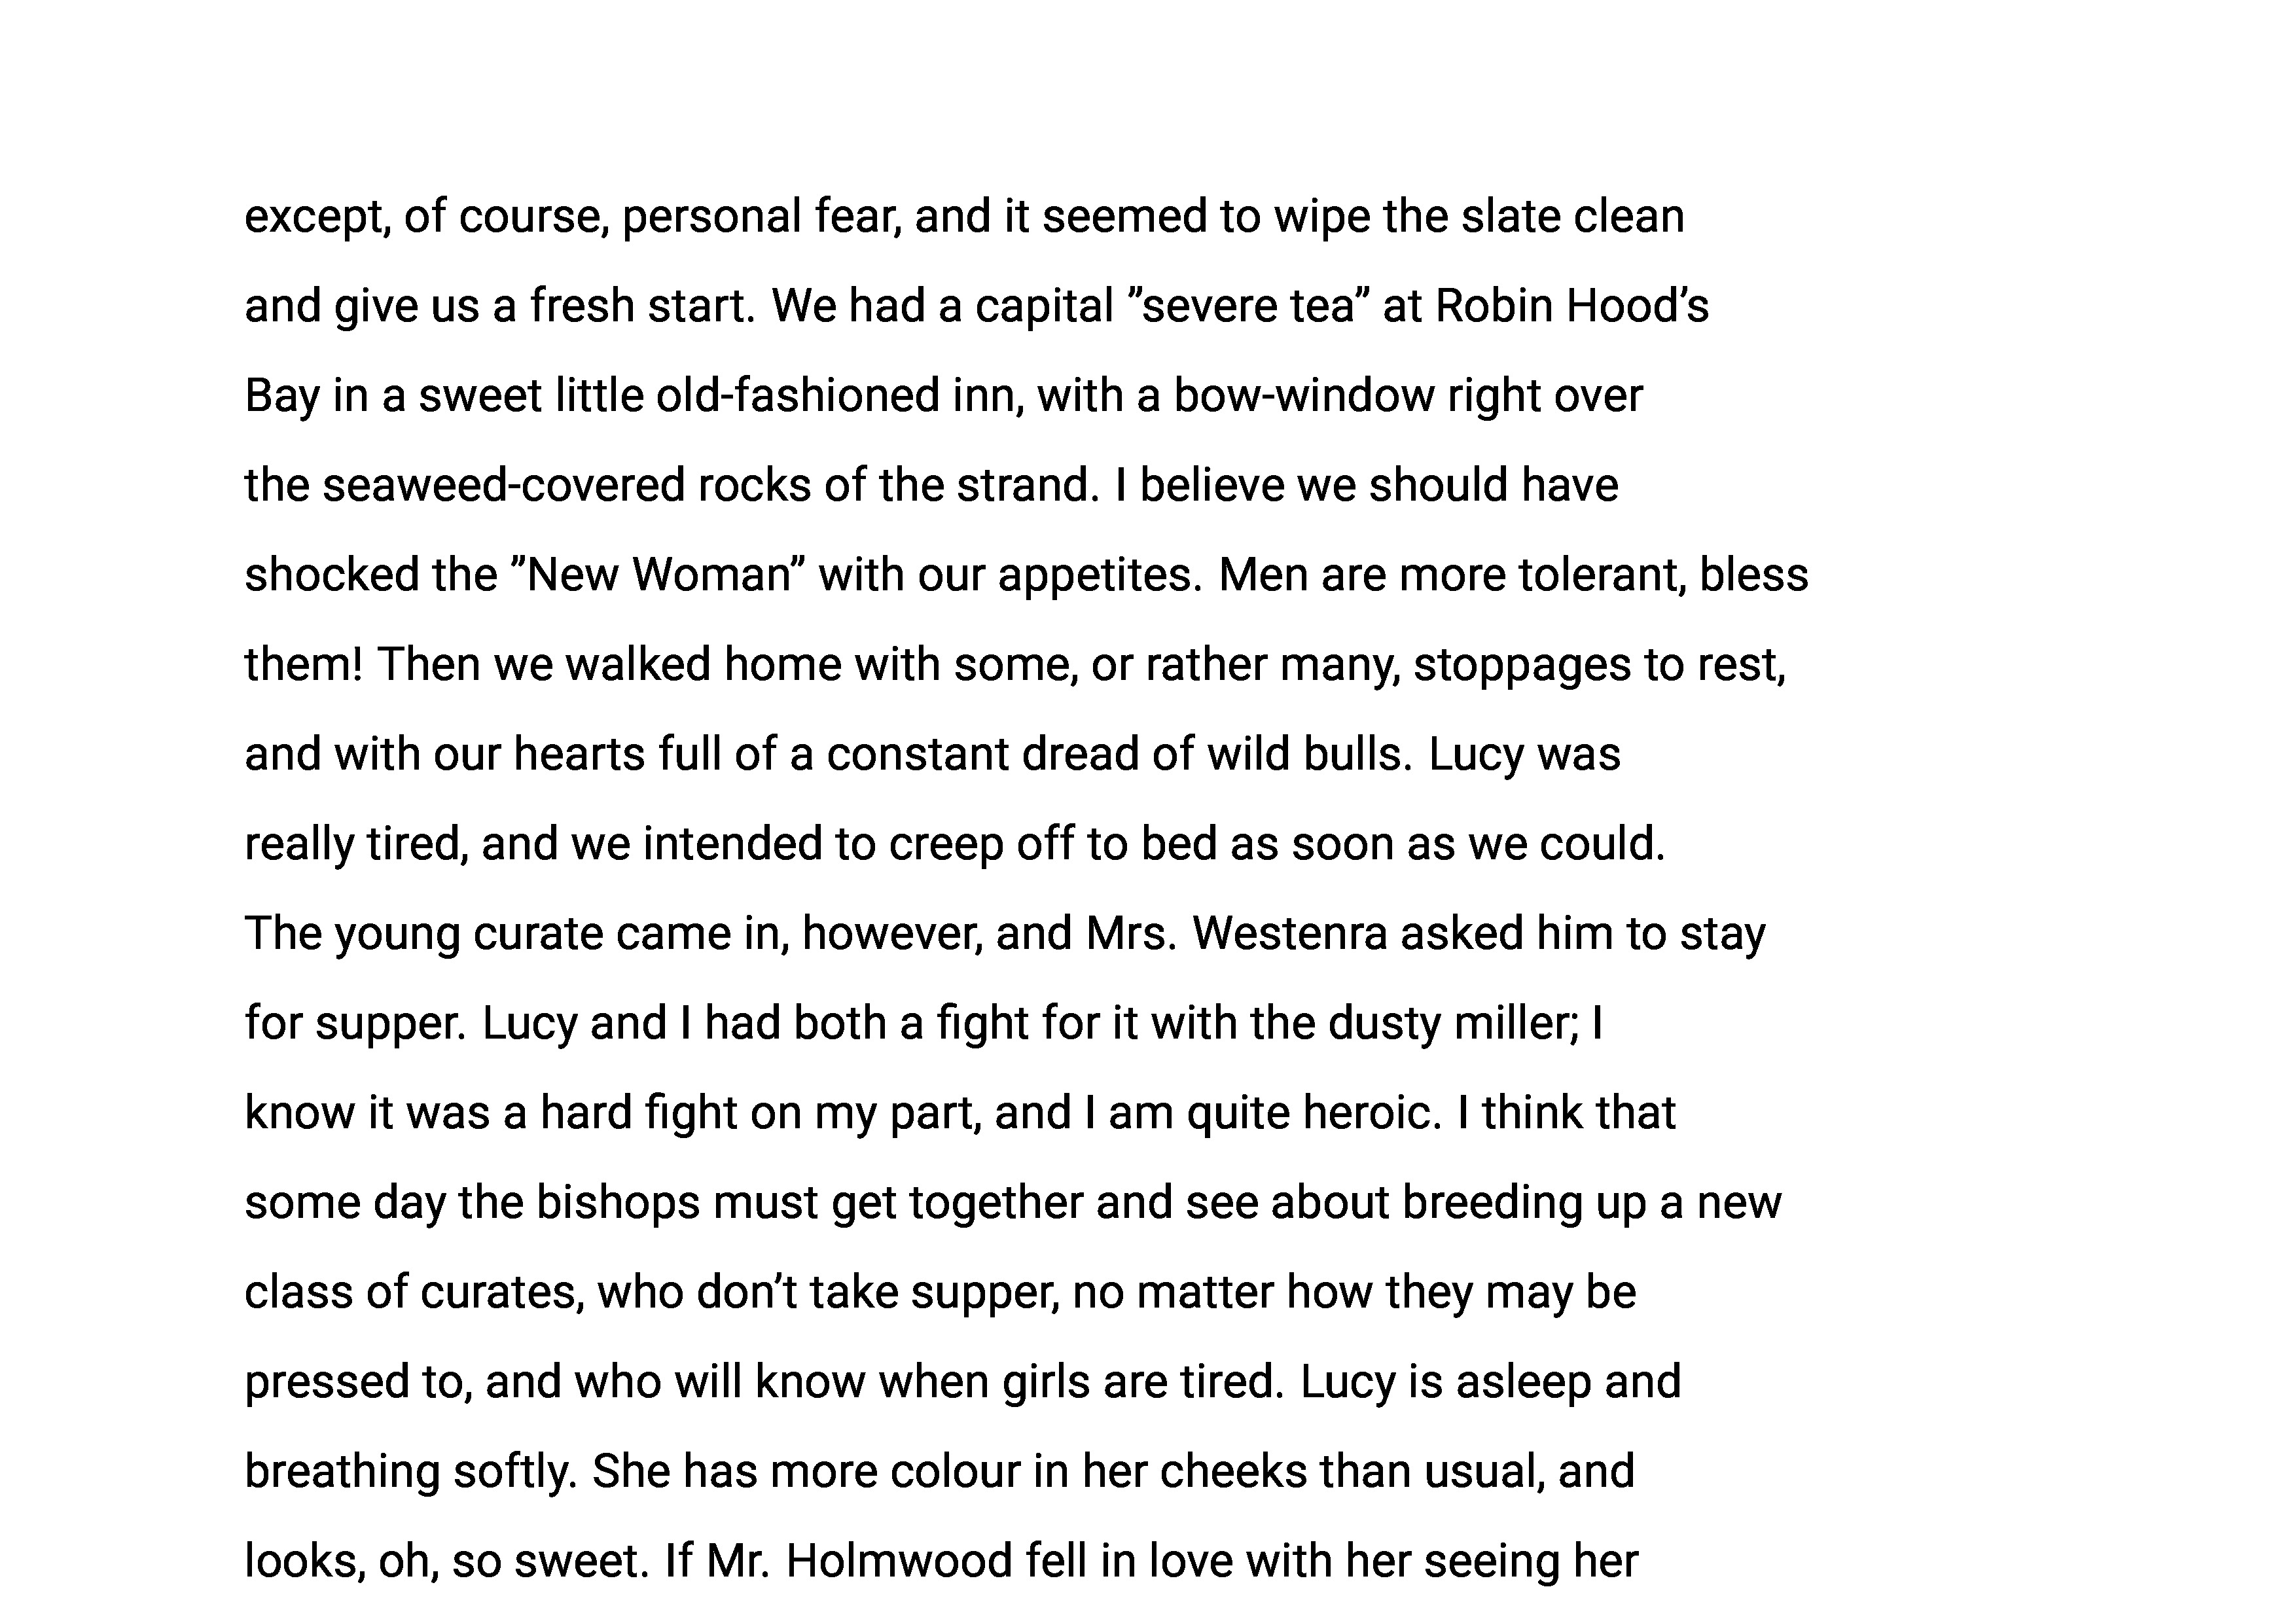 except, of course, personal fear, and it seemed to wipe the slate clean
and give us a fresh start. We had a capital ”severe tea” at Robin Hood’s
Bay in a sweet little old-fashioned inn, with a bow-window right over
the seaweed-covered rocks of the strand. I believe we should have
shocked the ”New Woman” with our appetites. Men are more tolerant, bless
them! Then we walked home with some, or rather many, stoppages to rest,
and with our hearts full of a constant dread of wild bulls. Lucy was
really tired, and we intended to creep off to bed as soon as we could.
The young curate came in, however, and Mrs. Westenra asked him to stay
for supper. Lucy and I had both a fight for it with the dusty miller; I
know it was a hard fight on my part, and I am quite heroic. I think that
some day the bishops must get together and see about breeding up a new
class of curates, who don’t take supper, no matter how they may be
pressed to, and who will know when girls are tired. Lucy is asleep and
breathing softly. She has more colour in her cheeks than usual, and
looks, oh, so sweet. If Mr. Holmwood fell in love with her seeing her